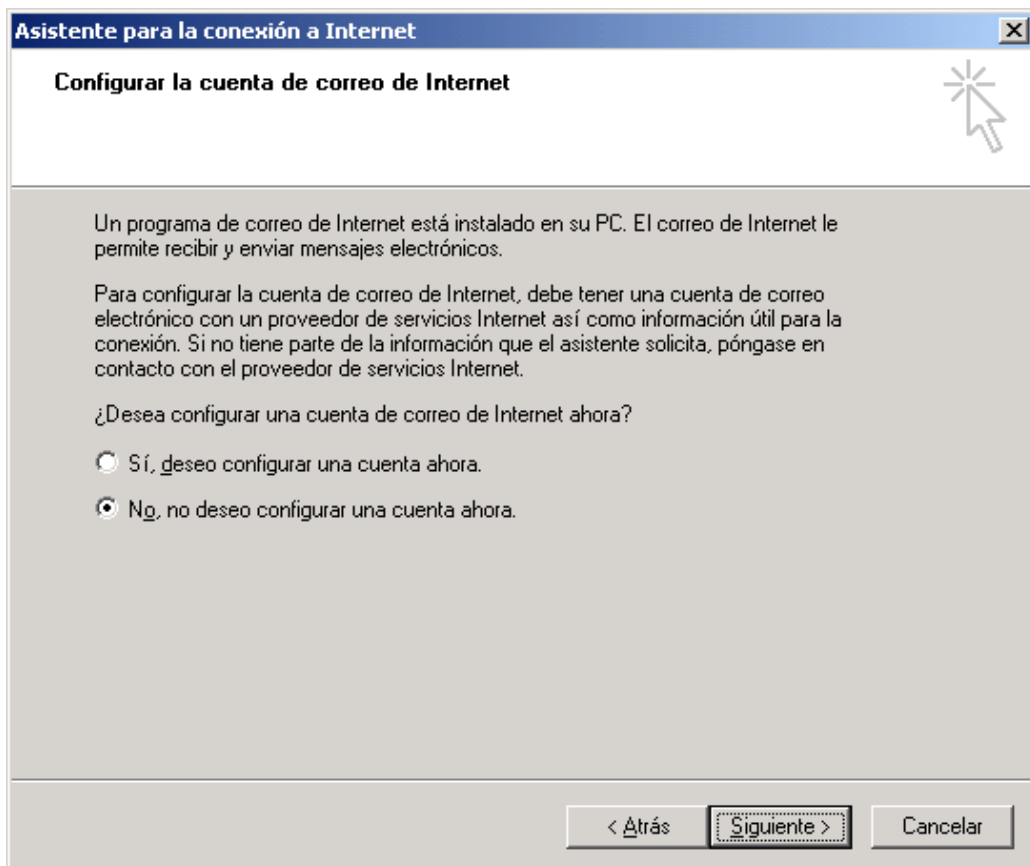 Asistente para la conexión a Internet
Configurar la cuenta de correo de Internet
Un programa de correo de Internet está instalado en su PC. El correo de Internet le
permite recibir y enviar mensajes electrónicos.
Para configurar la cuenta de correo de Internet, debe tener una cuenta de correo
electrónico con un proveedor de servicios Internet así como información útil para la
conexión. Si no tiene parte de la información que el asistente solicita, póngase en
contacto con el proveedor de servicios Internet.
¿Desea configurar una cuenta de correo de Internet ahora?
Sí, deseo configurar una cuenta ahora.
No, no deseo configurar una cuenta ahora.
< Atrás Siguiente > Cancelar